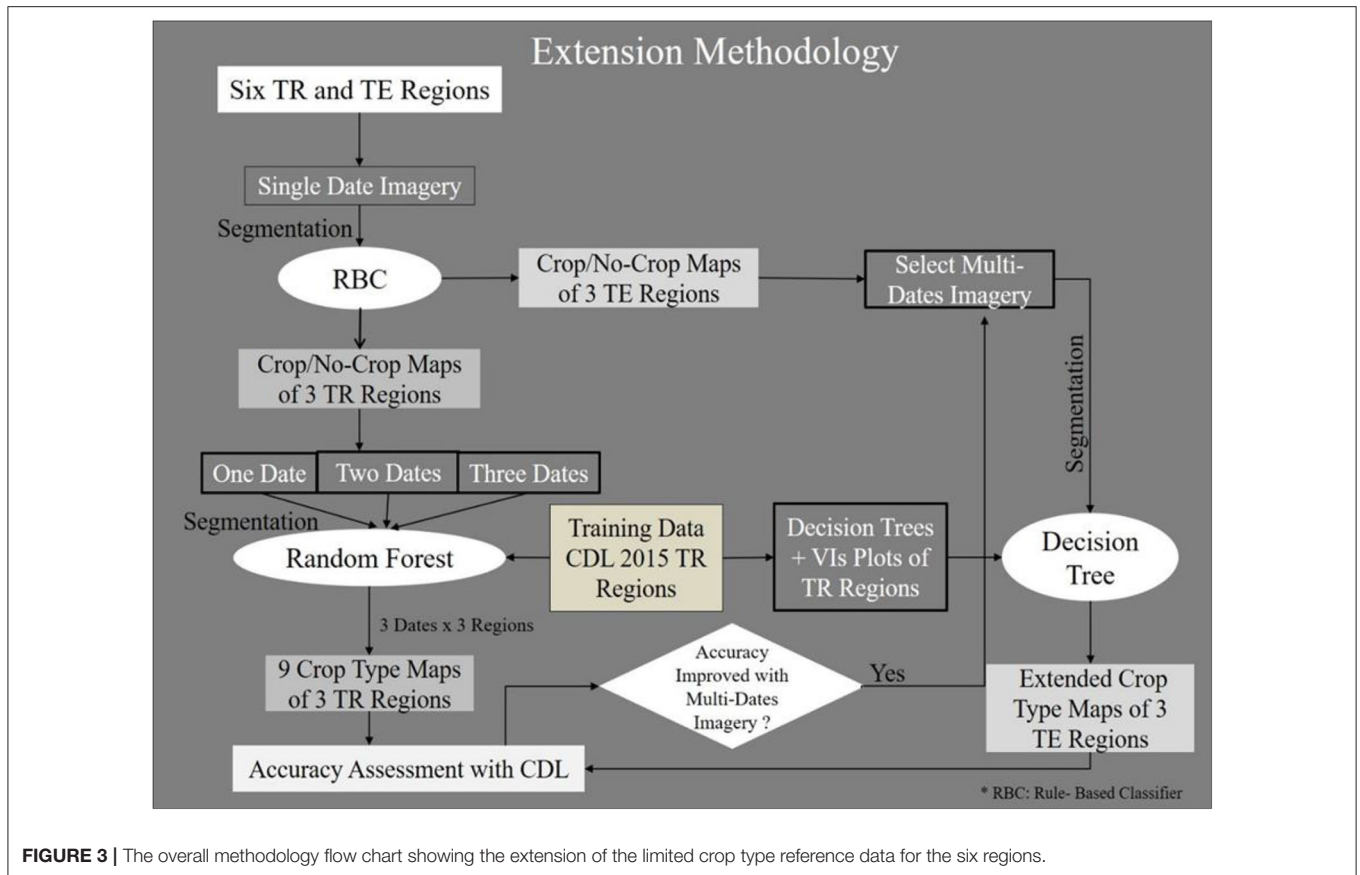 Extension Methodology
Six TR and TE Regions
Single Date Imagery
Segmentation
RBC
Crop/No-Crop Maps
of 3 TE Regions
Select Multi-
Dates Imagery
Crop/No-Crop Maps
of 3 TR Regions
Segmentation
One Date
Two Dates
Three Dates
Segmentation
Random Forest
Training Data
CDL 2015 TR
Regions
Decision Trees
+ VIs Plots of
TR Regions
Decision
Tree
3 Dates x 3 Regions
9 Crop Type Maps
of 3 TR Regions
Accuracy
Improved with
Multi-Dates
Imagery ?
Yes
Extended Crop
Type Maps of 3
TE Regions
Accuracy Assessment with CDL
* RBC: Rule- Based Classifier
FIGURE 3 | The overall methodology flow chart showing the extension of the limited crop type reference data for the six regions.